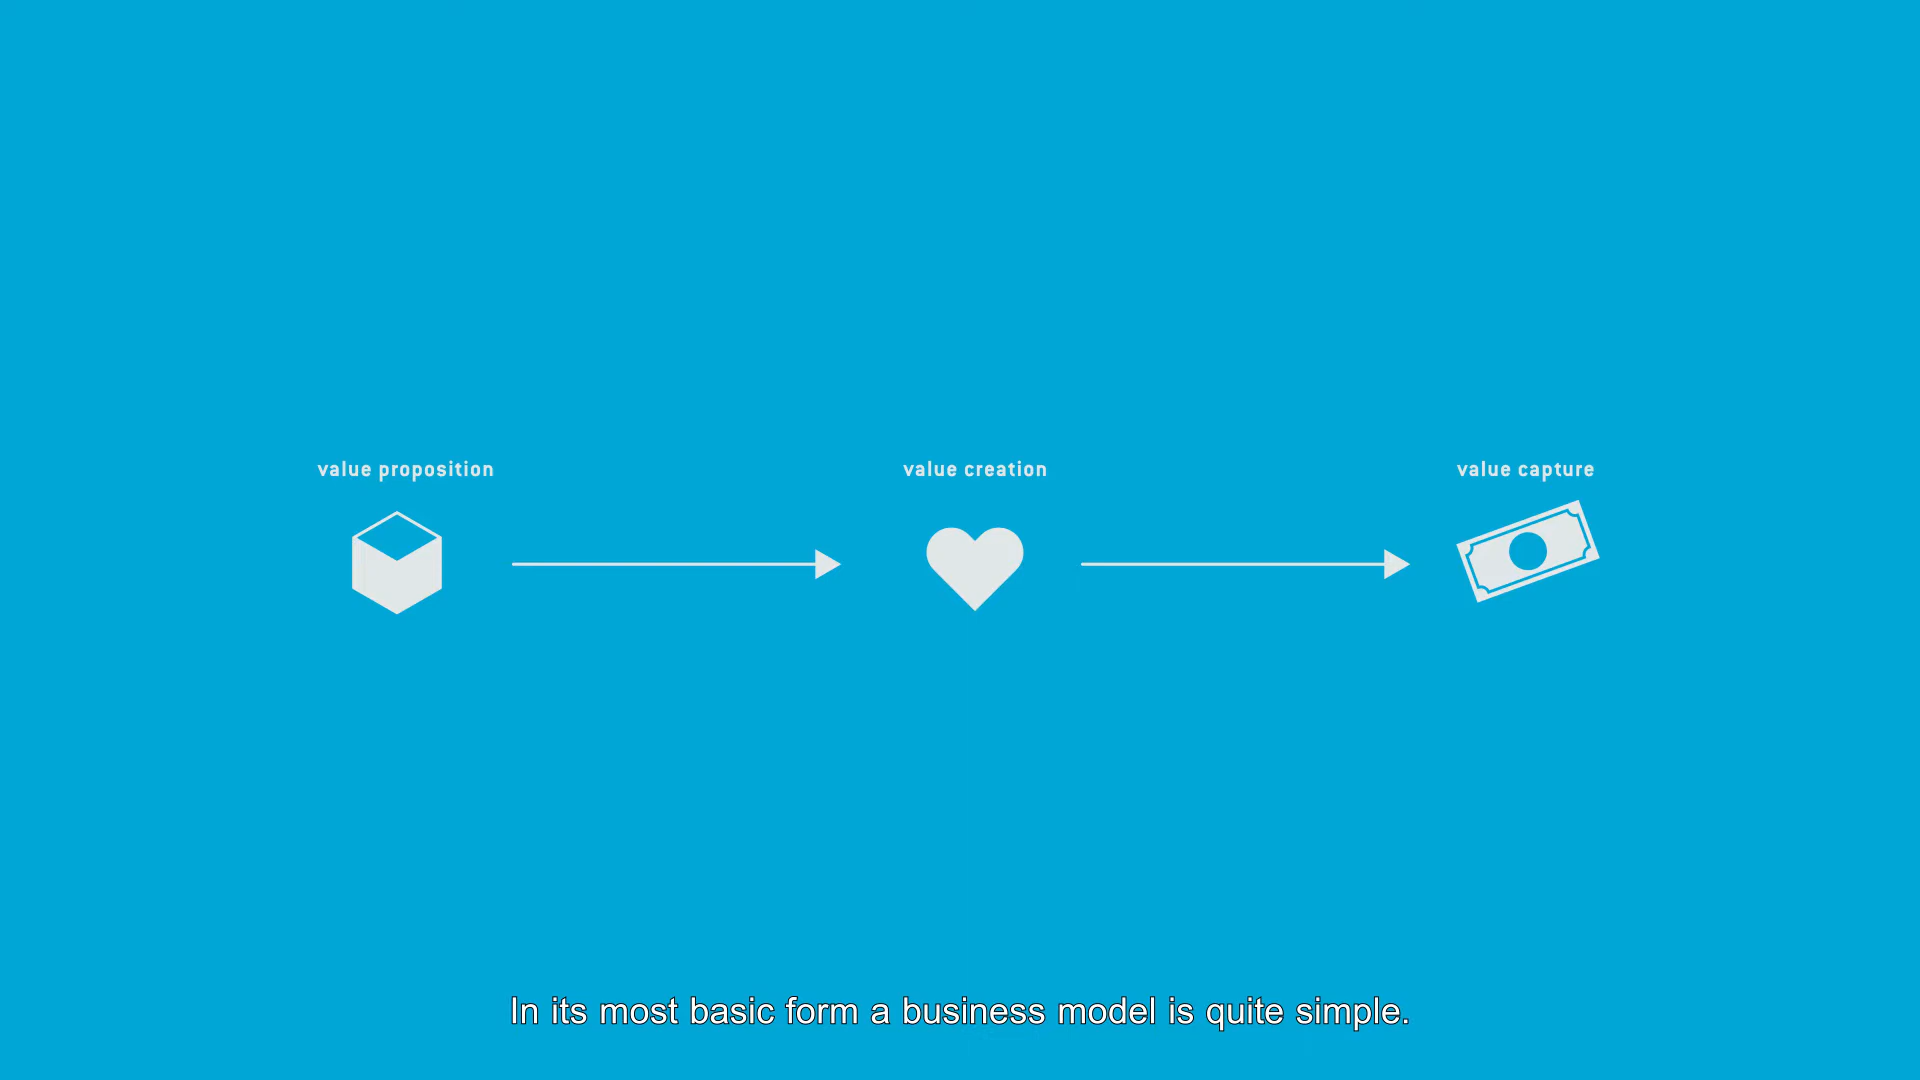 value proposition
value creation
value capture
In its most basic form a business model is quite simple.